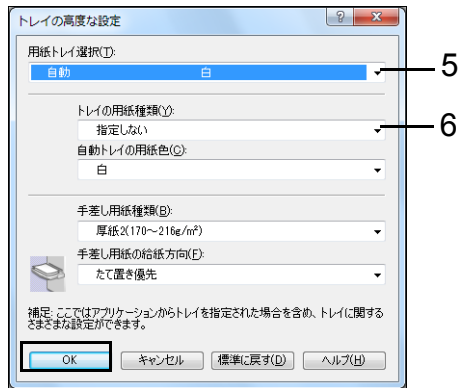 トレイの高度な設定
用紙トレイ選択(T):
自動 白
5
トレイの用紙種類(Y):
指定しない
6
自動トレイの用紙色(C):
白
手差し用紙種類(B):
厚紙2(170～216g/m²)
手差し用紙の給紙方向(F):
たて置き優先
補足: ここではアプリケーションからトレイを指定された場合を含め、トレイに関する
さまざまな設定ができます。
OK キャンセル 標準に戻す(D) ヘルプ(H)